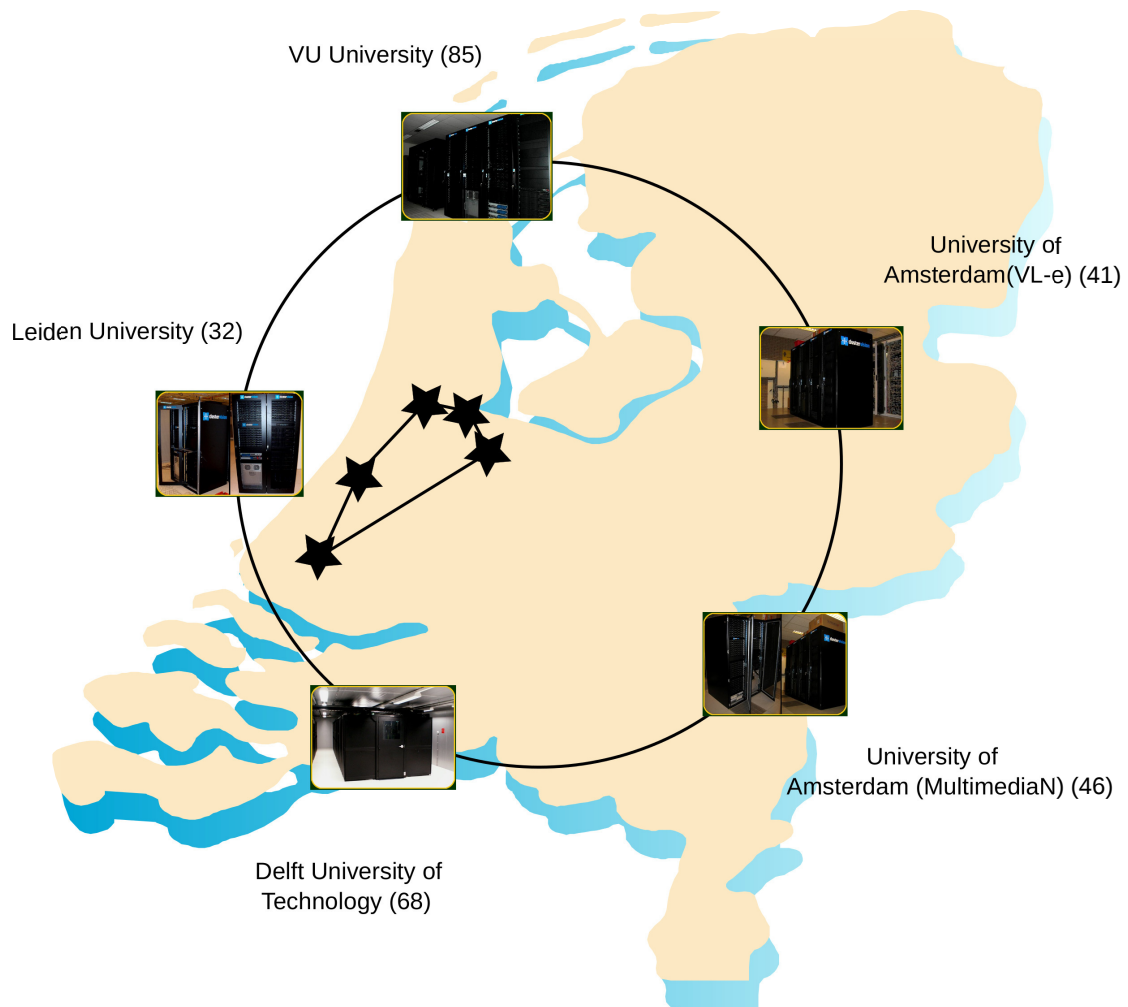 VU University (85)
University of
Amsterdam(VL-e) (41)
Leiden University (32)
University of
Amsterdam (MultimediaN) (46)
Delft University of
Technology (68)